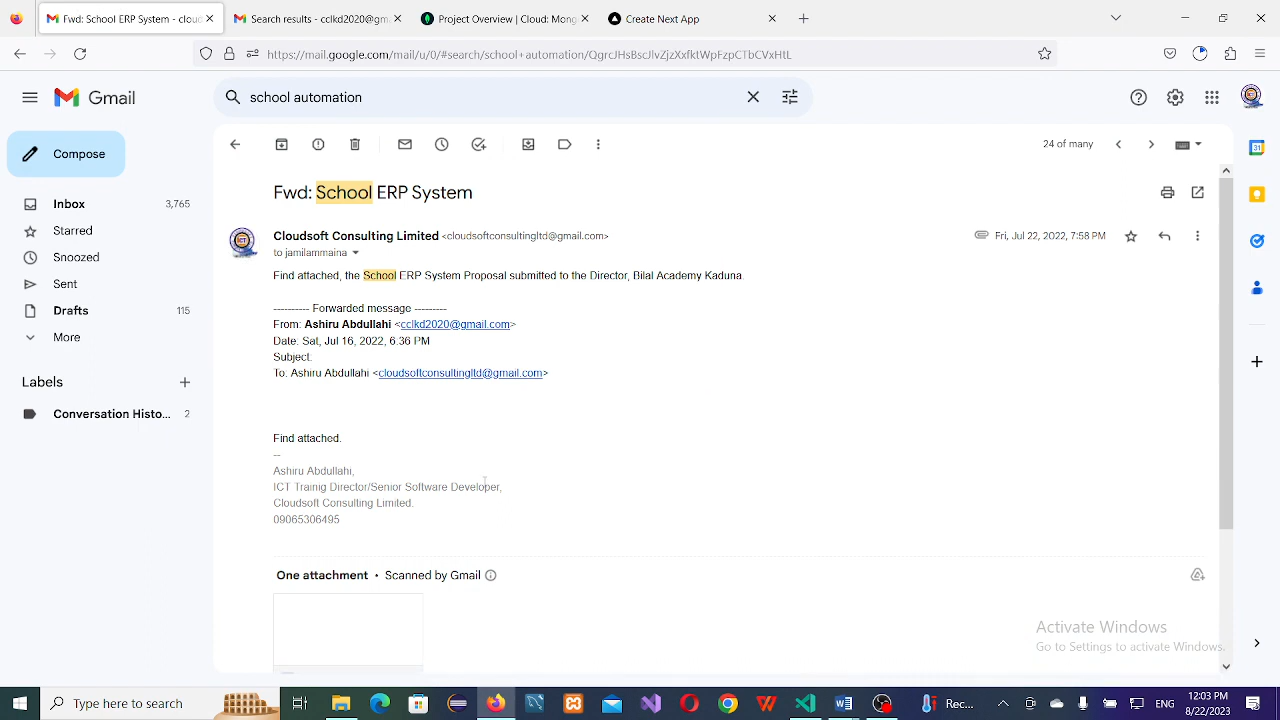 Fwd: School ERP System - cloud
Search results - cclkd2020@gm
Project Overview | Cloud: Mong
Create Next App
https://mail.google.com/mail/u/0/#search/school+automation/
Gmail
school automation
Compose
24 of many
Inbox 3,765
Starred
Snoozed
Sent
Drafts 115
More
Labels
Conversation Histo... 2
Fwd: School ERP System
Cloudsoft Consulting Limited <cloudsoftconsultingltd@gmail.com>
Fri, Jul 22, 2022, 7:58 PM
to jamilammaina
Find attached, the School ERP System Proposal submitted to the Director, Bilal Academy Kaduna.
---------- Forwarded message ---------
From: Ashiru Abdullahi <cclkd2020@gmail.com>
Date: Sat, Jul 16, 2022, 6:36 PM
Subject:
To: Ashiru Abdullahi <cloudsoftconsultingltd@gmail.com>
Find attached.
--
Ashiru Abdullahi,
ICT Trainig Director/Senior Software Developer,
Cloudsoft Consulting Limited.
09065306495
One attachment • Scanned by Gmail
Activate Windows
Go to Settings to activate Windows.
Type here to search
E...
ENG
12:03 PM
8/22/2023